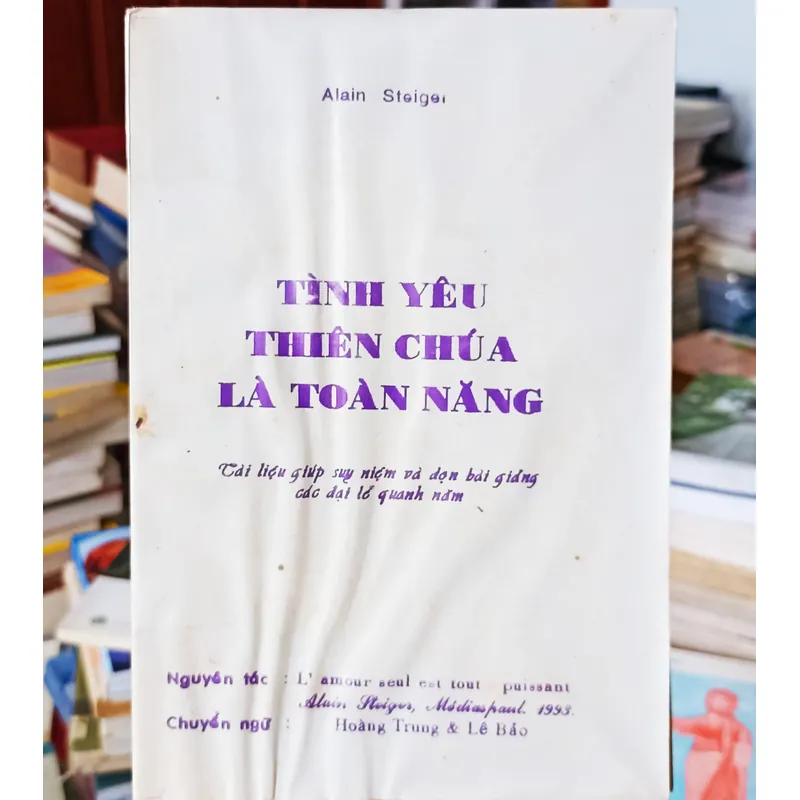 Alain Steiger
TÌNH YÊU
THIÊN CHÚA
LÀ TOÀN NĂNG
Tài liệu giúp suy niệm và dọn bài giảng
các đại lễ quanh năm
Nguyên tác : L' amour seul est tout puissant
Alain Steiger, Médiaspaul. 1993.
Chuyển ngữ : Hoàng Trung & Lê Bảo